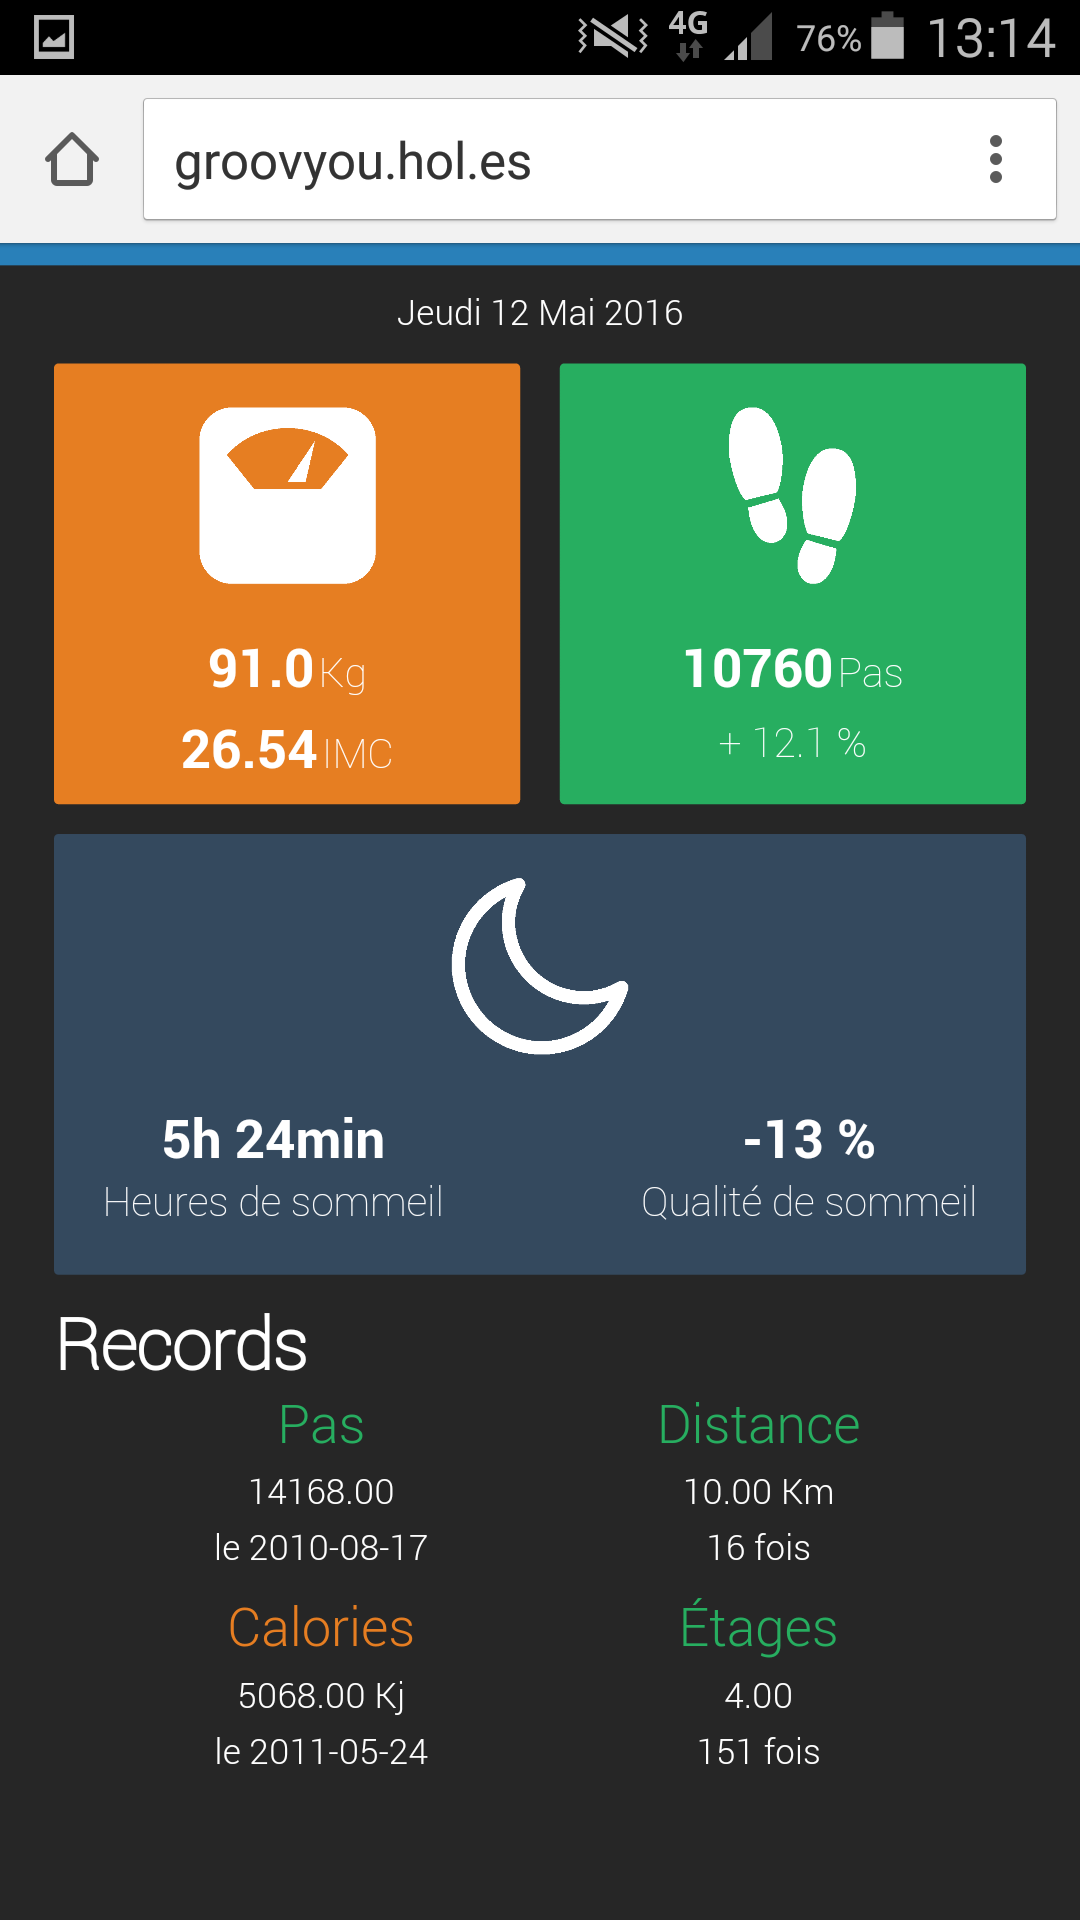 4G 76% 13:14
groovyou.hol.es
Jeudi 12 Mai 2016
91.0 Kg
26.54 IMC
10760 Pas
+ 12.1 %
5h 24min
Heures de sommeil
-13 %
Qualité de sommeil
Records
Pas
14168.00
le 2010-08-17
Distance
10.00 Km
16 fois
Calories
5068.00 Kj
le 2011-05-24
Étages
4.00
151 fois